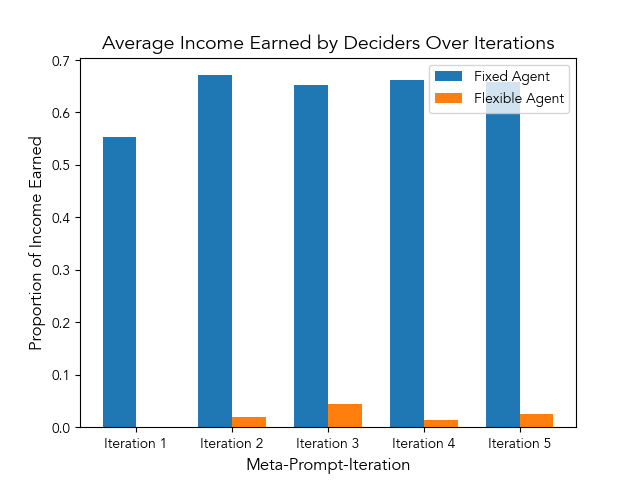 Average Income Earned by Deciders Over Iterations
Fixed Agent
Flexible Agent
Proportion of Income Earned
0.7
0.6
0.5
0.4
0.3
0.2
0.1
0.0
Iteration 1 Iteration 2 Iteration 3 Iteration 4 Iteration 5
Meta-Prompt-Iteration